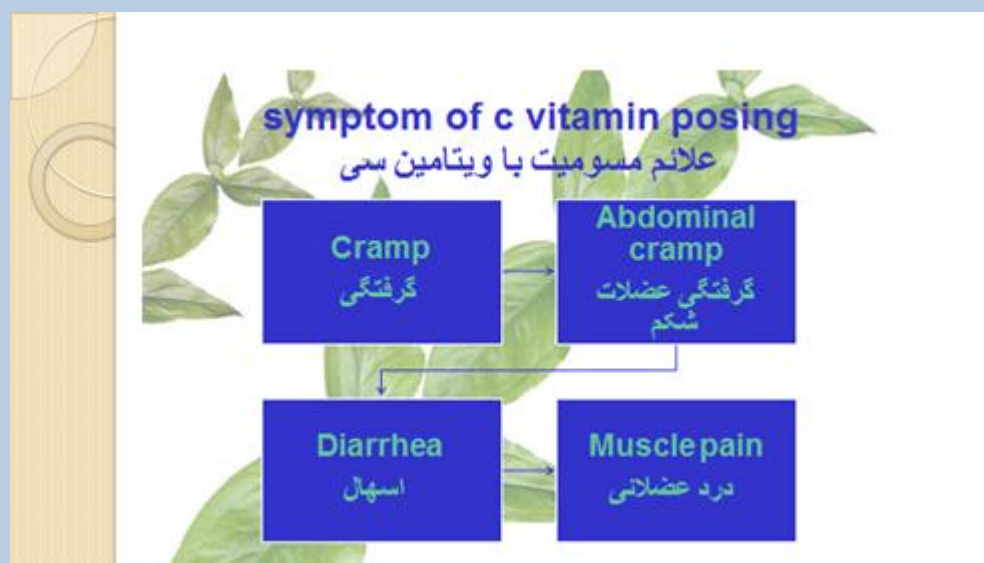 symptom of c vitamin posing
علائم مسومیت با ویتامین سی
Cramp
گرفتگی
Abdominal
cramp
گرفتگی عضلات
شکم
Diarrhea
اسهال
Muscle pain
درد عضلانی